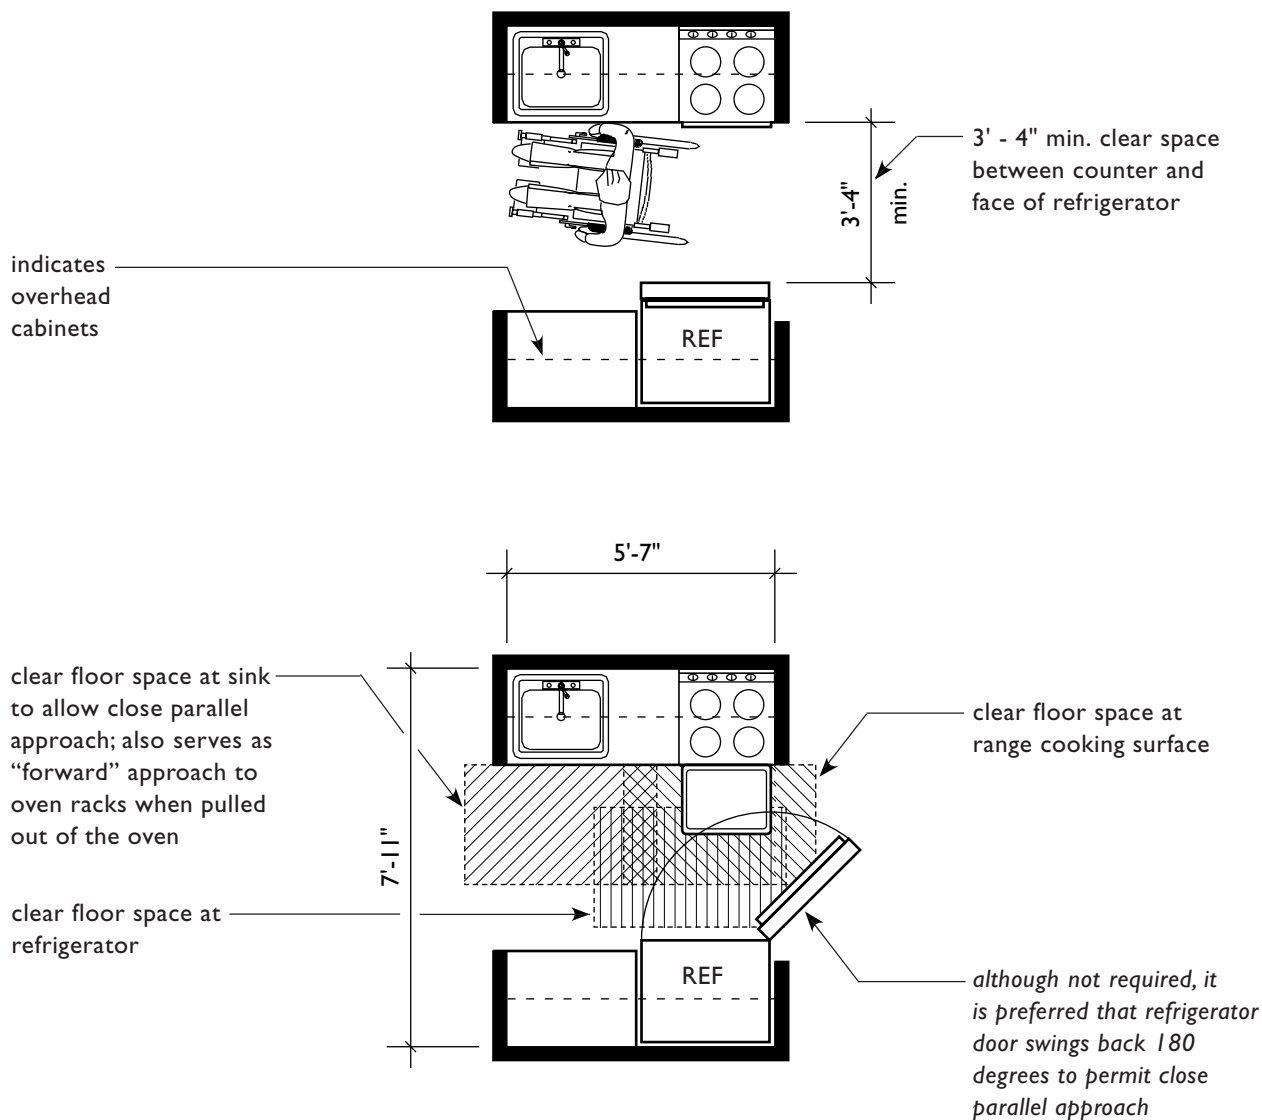 3' - 4" min. clear space
between counter and
face of refrigerator
3'-4"
min.
indicates
overhead
cabinets
REF
5'-7"
clear floor space at sink
to allow close parallel
approach; also serves as
“forward” approach to
oven racks when pulled
out of the oven
clear floor space at
range cooking surface
7'-11"
clear floor space at
refrigerator
REF
although not required, it
is preferred that refrigerator
door swings back 180
degrees to permit close
parallel approach